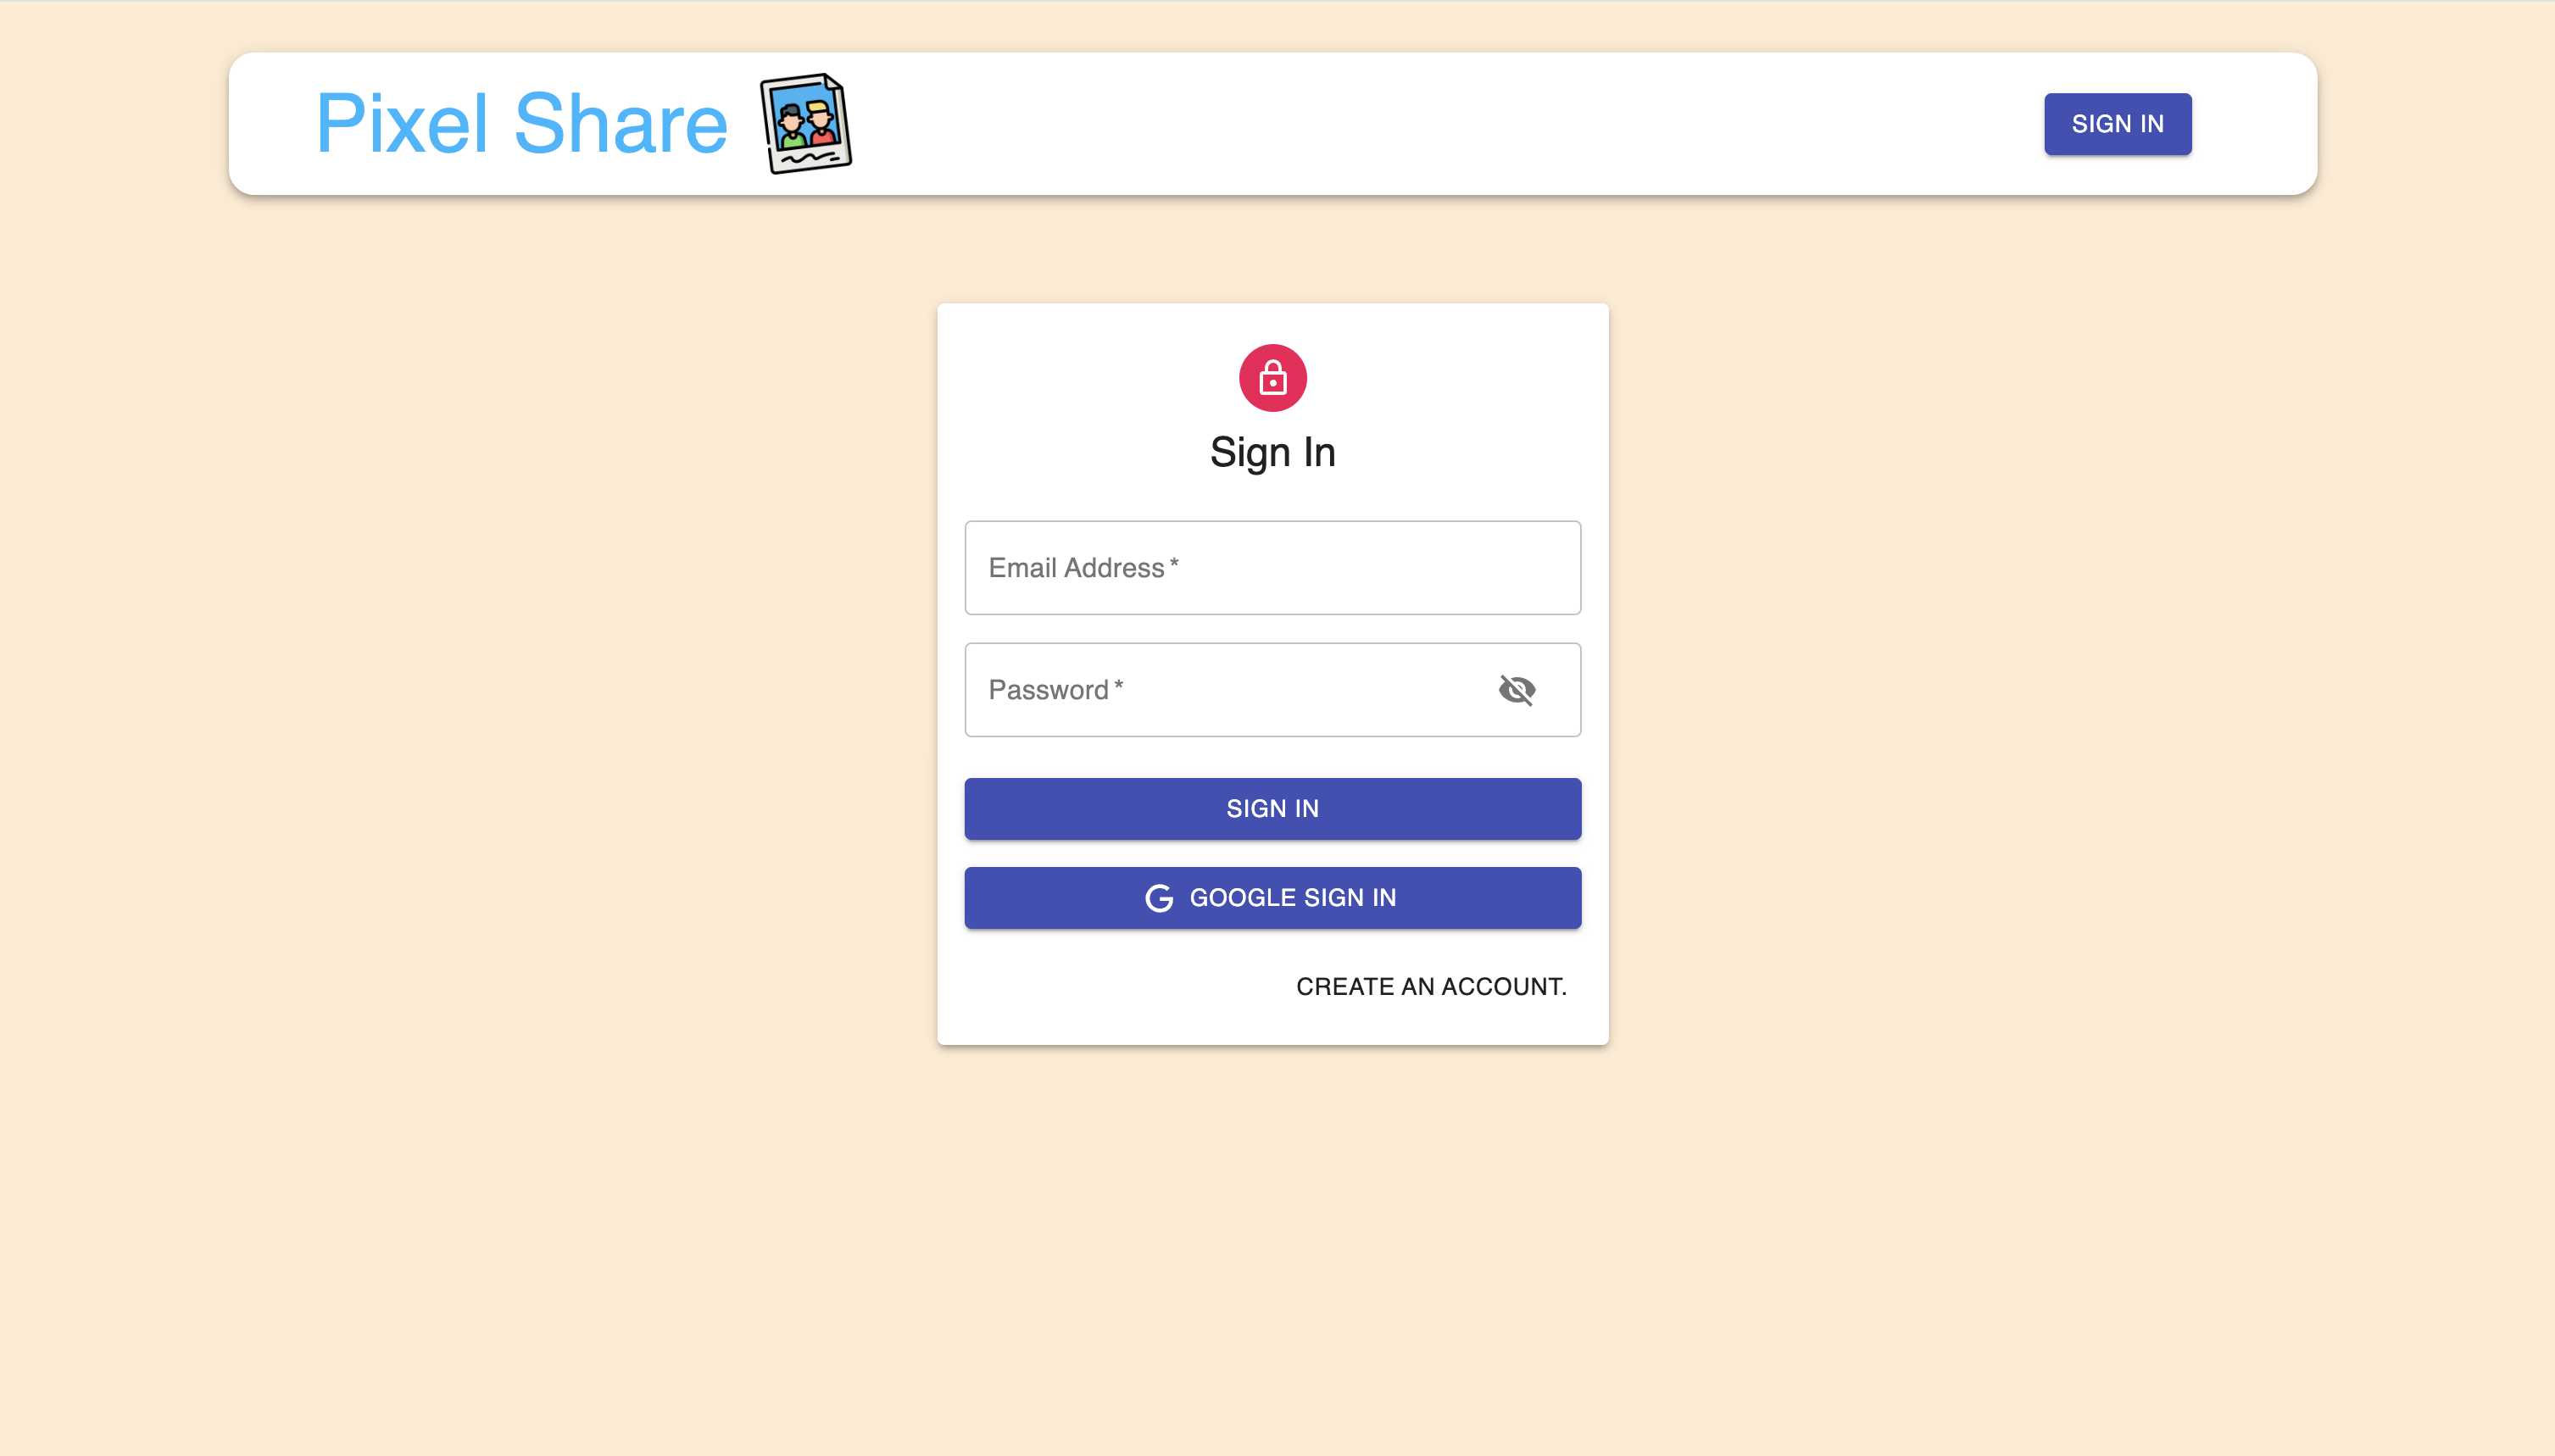 Pixel Share
SIGN IN
Sign In
Email Address *
Password *
SIGN IN
GOOGLE SIGN IN
CREATE AN ACCOUNT.